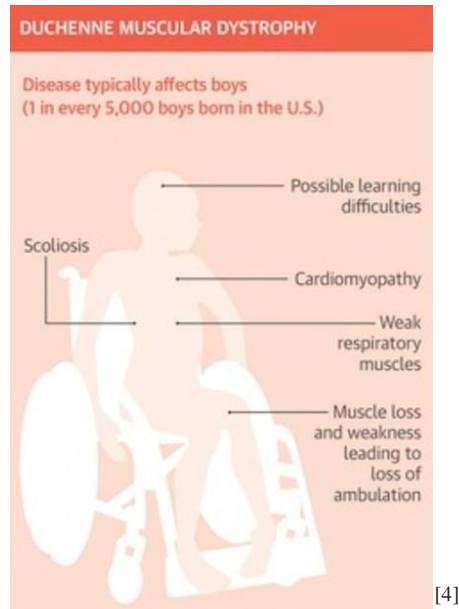 DUCHENNE MUSCULAR DYSTROPHY
Disease typically affects boys
(1 in every 5,000 boys born in the U.S.)
Possible learning
difficulties
Scoliosis
Cardiomyopathy
Weak
respiratory
muscles
Muscle loss
and weakness
leading to
loss of
ambulation
[4]